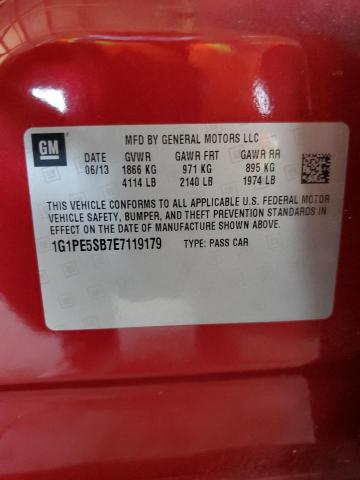 GM
MFD BY GENERAL MOTORS LLC
DATE GVWR GAWR FRT GAWR RR
06/13 1866 KG 971 KG 895 KG
4114 LB 2140 LB 1974 LB
THIS VEHICLE CONFORMS TO ALL APPLICABLE U.S. FEDERAL MOTOR
VEHICLE SAFETY, BUMPER, AND THEFT PREVENTION STANDARDS IN
EFFECT ON THE DATE OF MANUFACTURE SHOWN ABOVE.
1G1PE5SB7E7119179 TYPE: PASS CAR